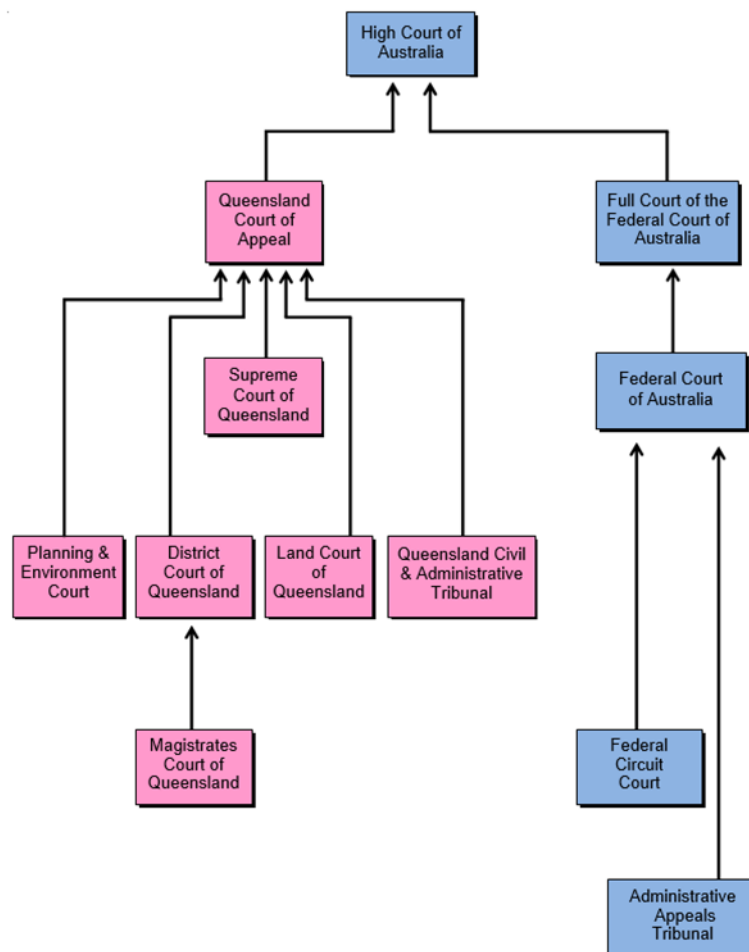 High Court of
Australia
Queensland
Court of
Appeal
Full Court of the
Federal Court of
Australia
Supreme
Court of
Queensland
Federal Court
of Australia
Planning &
Environment
Court
District
Court of
Queensland
Land Court
of
Queensland
Queensland Civil
& Administrative
Tribunal
Magistrates
Court of
Queensland
Federal
Circuit
Court
Administrative
Appeals
Tribunal